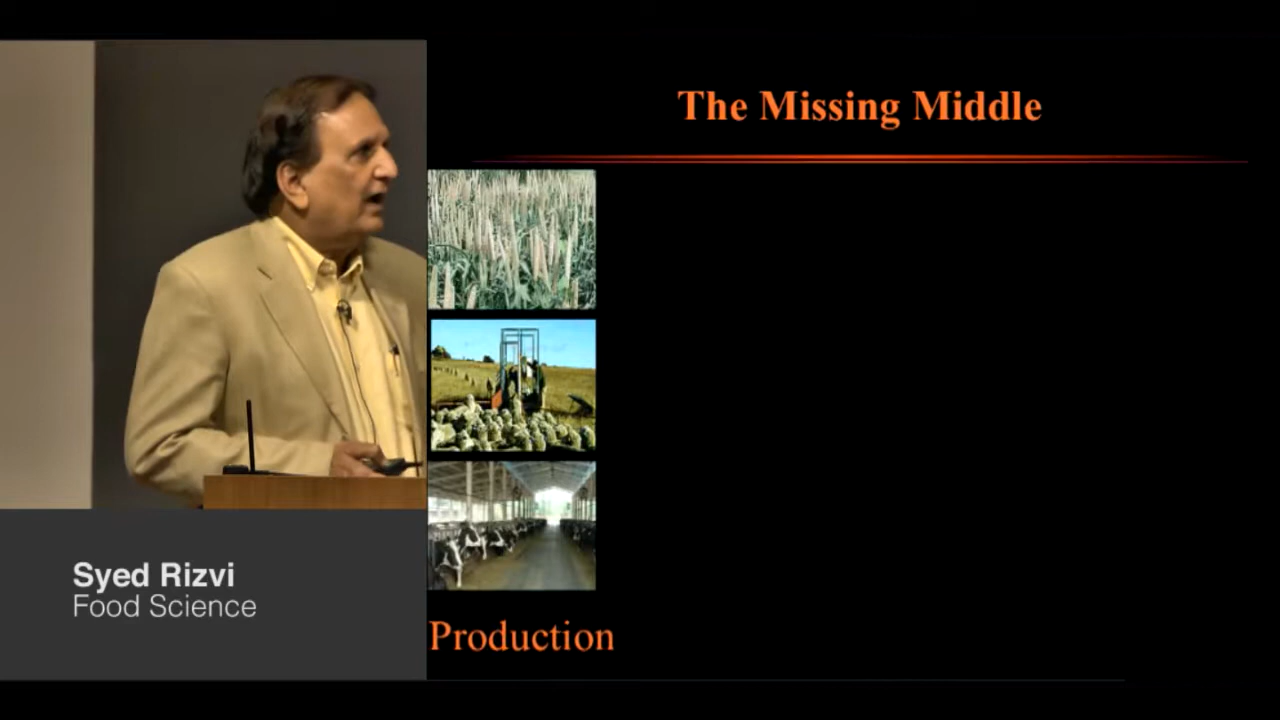 The Missing Middle
Syed Rizvi
Food Science
Production